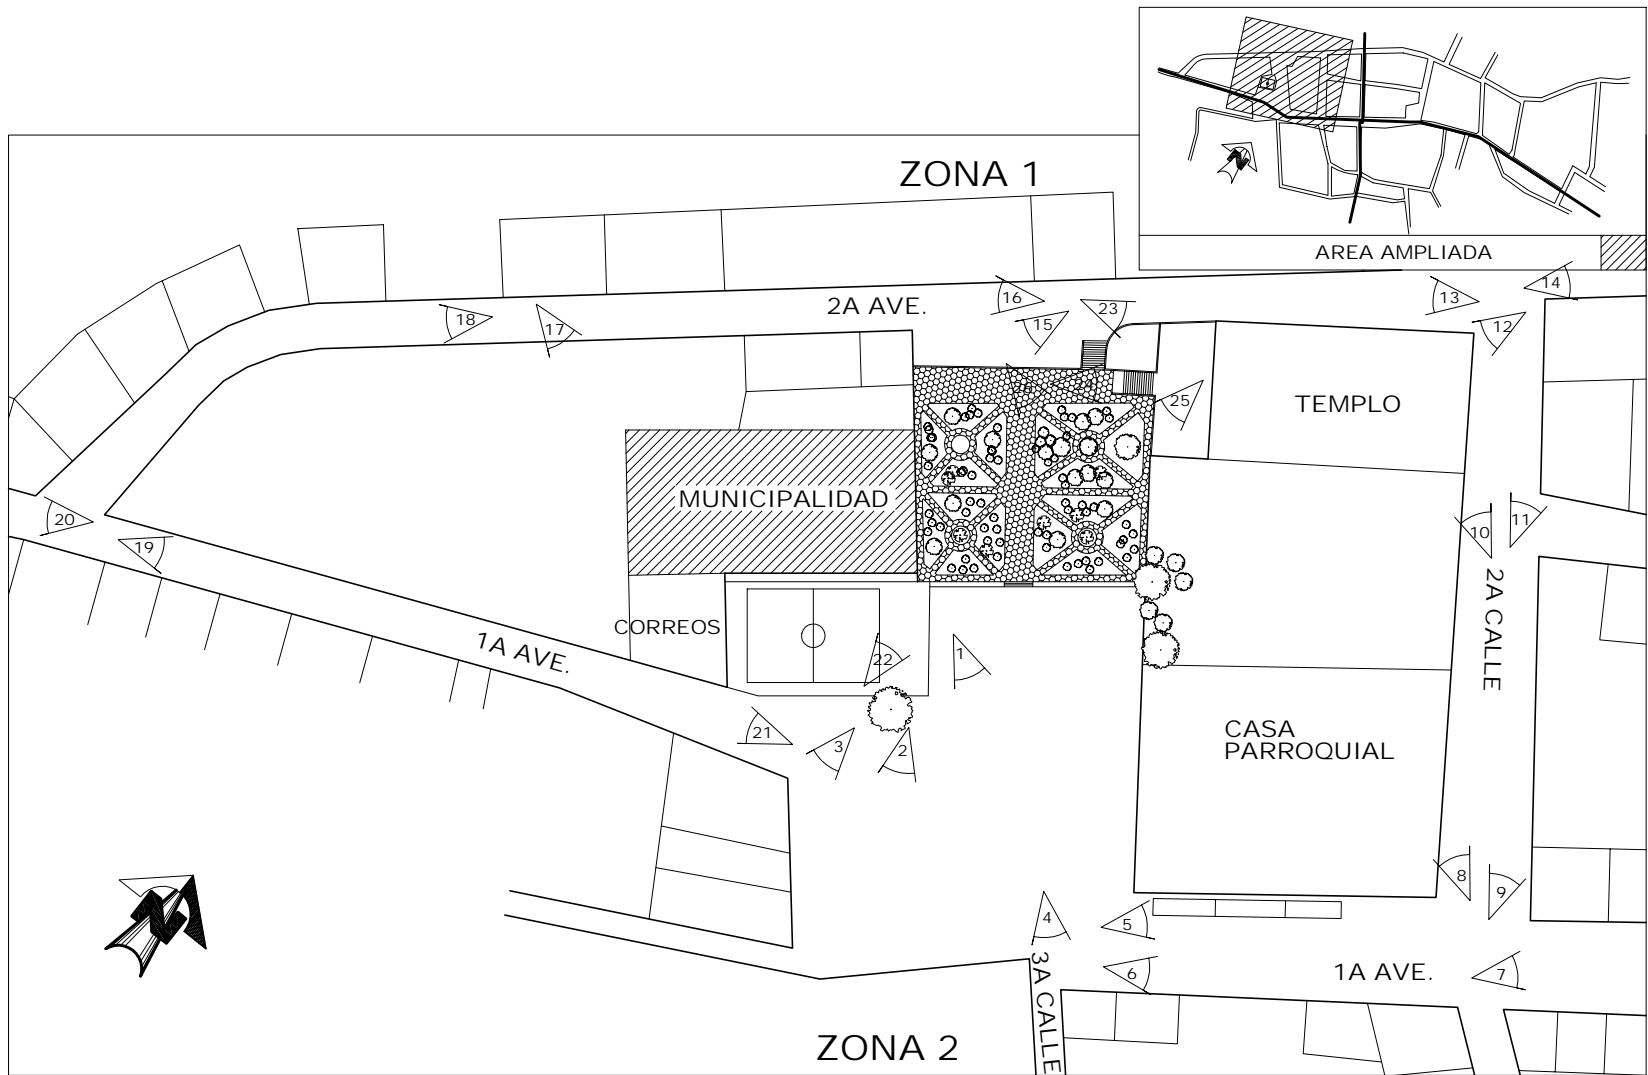 AREA AMPLIADA
ZONA 1
14
13
12
16
15
23
2A AVE.
18
17
24
25
TEMPLO
MUNICIPALIDAD
20
19
10
11
2A CALLE
CORREOS
1A AVE.
22
1
21
3
2
CASA
PARROQUIAL
8
9
4
5
6
7
1A AVE.
3A CALLE
N
N
ZONA 2